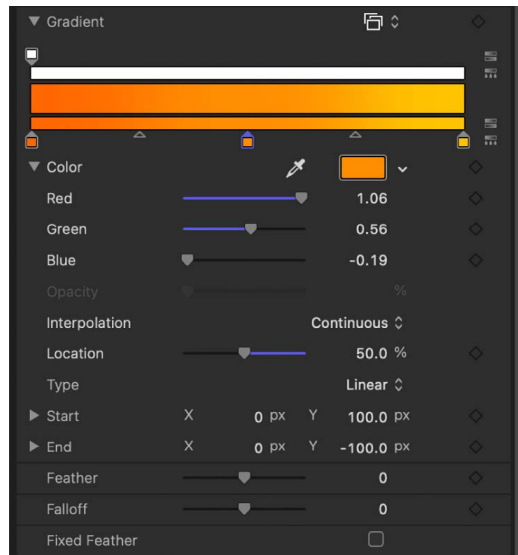 Gradient
Color
Red 1.06
Green 0.56
Blue -0.19
Opacity %
Interpolation Continuous
Location 50.0 %
Type Linear
Start X 0 px Y 100.0 px
End X 0 px Y -100.0 px
Feather 0
Falloff 0
Fixed Feather